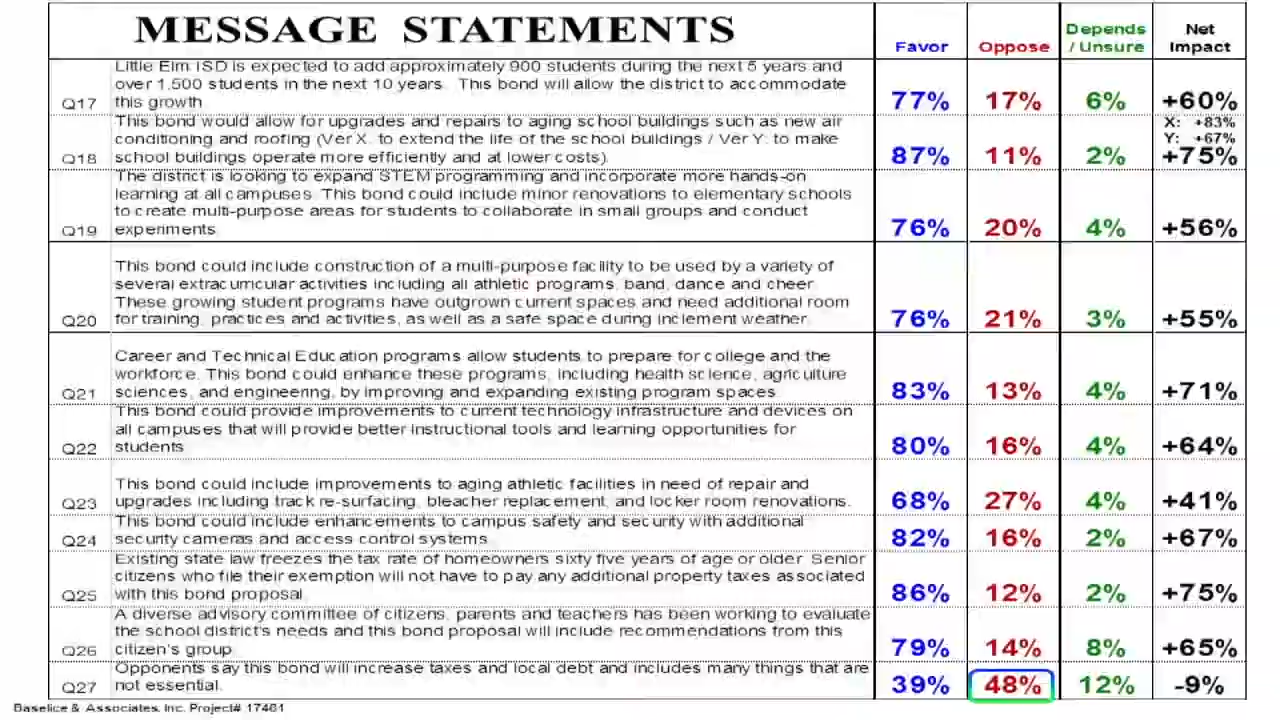 MESSAGE STATEMENTS
Favor
Oppose
Depends
/ Unsure
Net
Impact
Little Elm ISD is expected to add approximately 900 students during the next 5 years and
over 1,500 students in the next 10 years. This bond will allow the district to accommodate
Q17 this growth 77% 17% 6% +60%
This bond would allow for upgrades and repairs to aging school buildings such as new air X: +83%
conditioning and roofing (Ver X: to extend the life of the school buildings / Ver Y: to make Y: +67%
Q18 school buildings operate more efficiently and at lower costs). 87% 11% 2% +75%
The district is looking to expand STEM programming and incorporate more hands-on
learning at all campuses. This bond could include minor renovations to elementary schools
to create multi-purpose areas for students to collaborate in small groups and conduct
Q19 experiments. 76% 20% 4% +56%
This bond could include construction of a multi-purpose facility to be used by a variety of
several extracurricular activities including all athletic programs, band, dance and cheer.
These growing student programs have outgrown current spaces and need additional room
Q20 for training, practices and activities, as well as a safe space during inclement weather. 76% 21% 3% +55%
Career and Technical Education programs allow students to prepare for college and the
workforce. This bond could enhance these programs, including health science, agriculture
Q21 sciences, and engineering, by improving and expanding existing program spaces. 83% 13% 4% +71%
This bond could provide improvements to current technology infrastructure and devices on
all campuses that will provide better instructional tools and learning opportunities for
Q22 students. 80% 16% 4% +64%
This bond could include improvements to aging athletic facilities in need of repair and
Q23 upgrades including track re-surfacing, bleacher replacement, and locker room renovations. 68% 27% 4% +41%
This bond could include enhancements to campus safety and security with additional
Q24 security cameras and access control systems. 82% 16% 2% +67%
Existing state law freezes the tax rate of homeowners sixty five years of age or older. Senior
citizens who file their exemption will not have to pay any additional property taxes associated
Q25 with this bond proposal. 86% 12% 2% +75%
A diverse advisory committee of citizens, parents and teachers has been working to evaluate
the school district's needs and this bond proposal will include recommendations from this
Q26 citizen's group. 79% 14% 8% +65%
Opponents say this bond will increase taxes and local debt and includes many things that are
Q27 not essential. 39% 48% 12% -9%
Baselice & Associates, Inc. Project# 17461